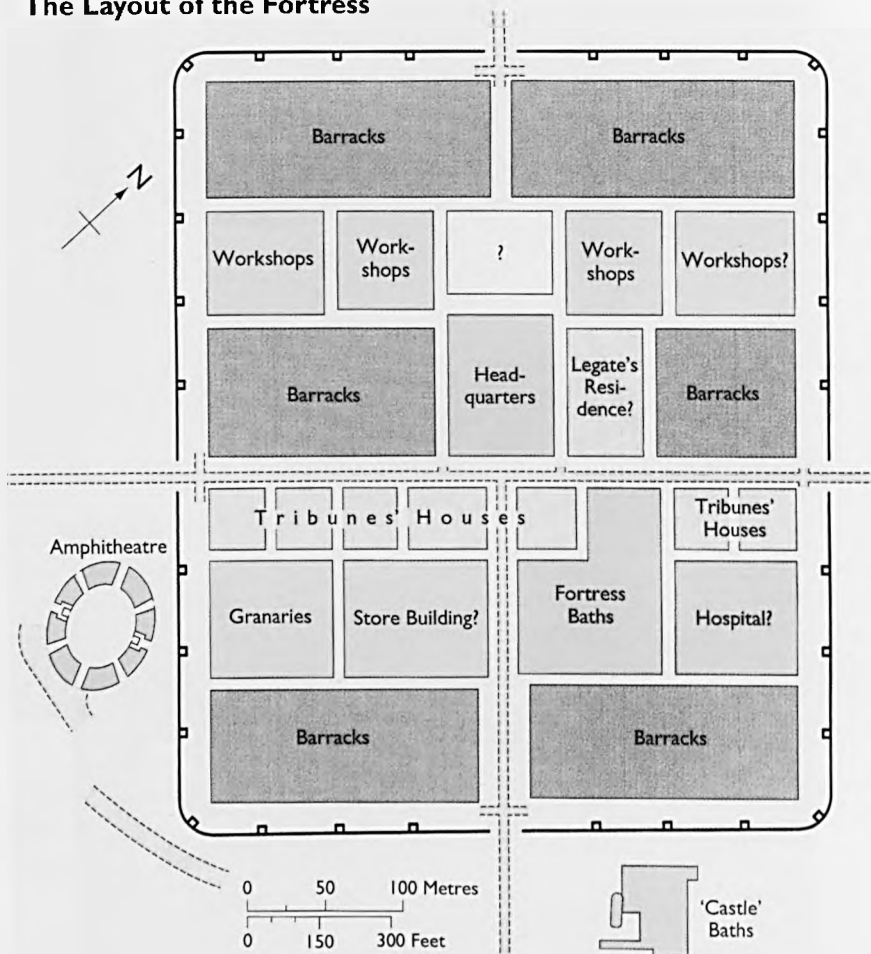 The Layout of the Fortress
Barracks
Barracks
N
Workshops
Work-
shops
?
Work-
shops
Workshops?
Barracks
Head-
quarters
Legate's
Resi-
dence?
Barracks
Tribunes' Houses
Tribunes'
Houses
Amphitheatre
Granaries
Store Building?
Fortress
Baths
Hospital?
Barracks
Barracks
0 50 100 Metres
0 150 300 Feet
'Castle'
Baths